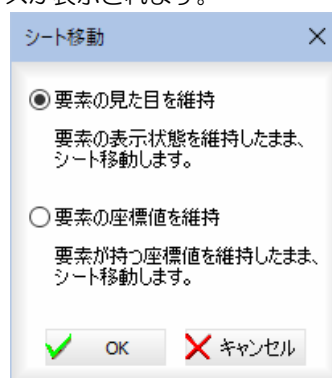 スが表示されます。
シート移動
要素の見た目を維持
要素の表示状態を維持したまま、
シート移動します。
要素の座標値を維持
要素が持つ座標値を維持したまま、
シート移動します。
OK キャンセル